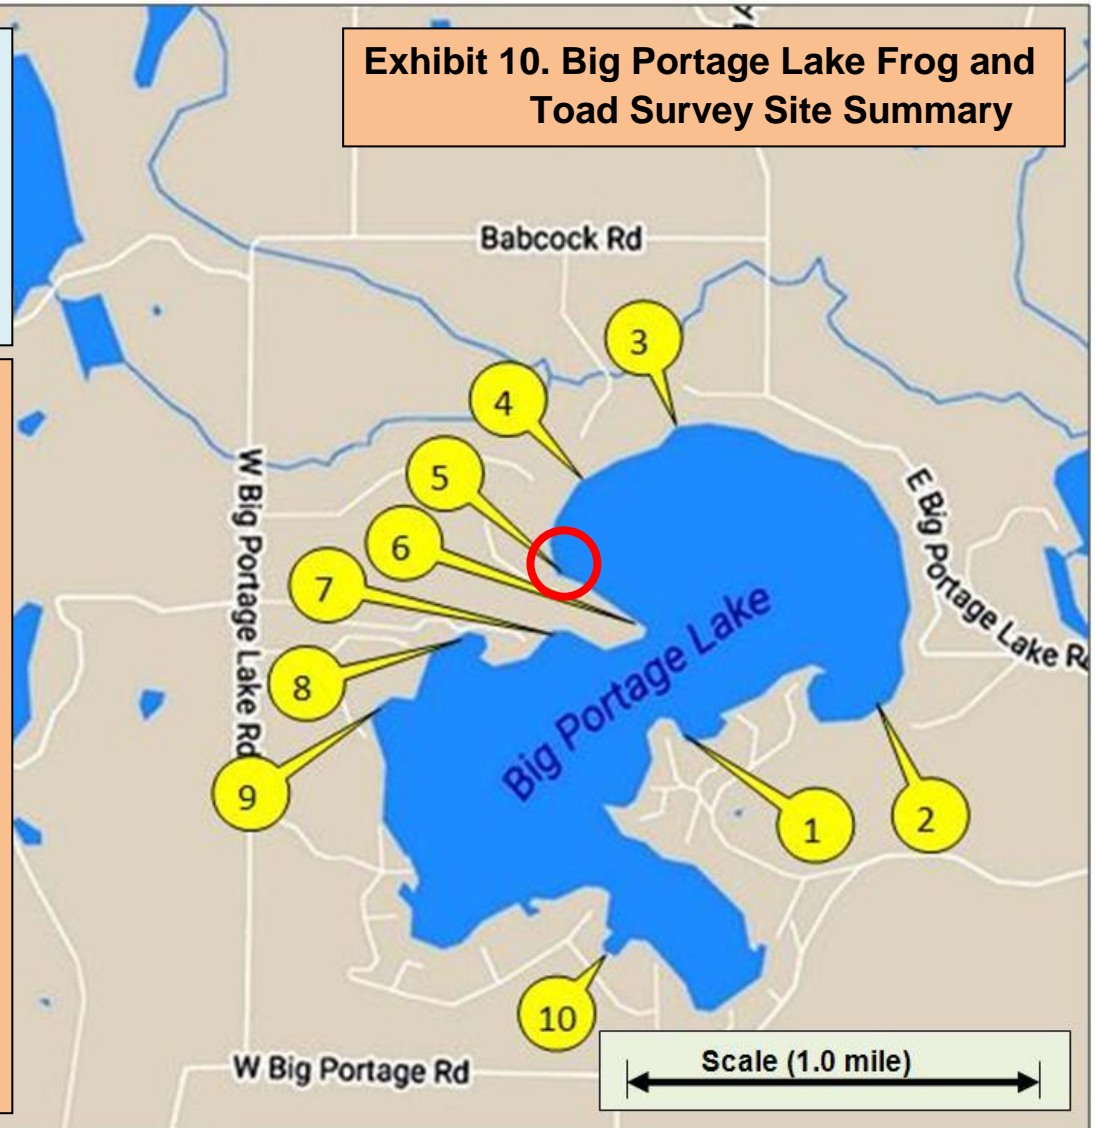 Exhibit 10. Big Portage Lake Frog and
Toad Survey Site Summary
Babcock Rd
3
4
5
6
7
8
9
W Big Portage Lake Rd
E Big Portage Lake
Big Portage Lake
1
2
10
W Big Portage Rd
Scale (1.0 mile)